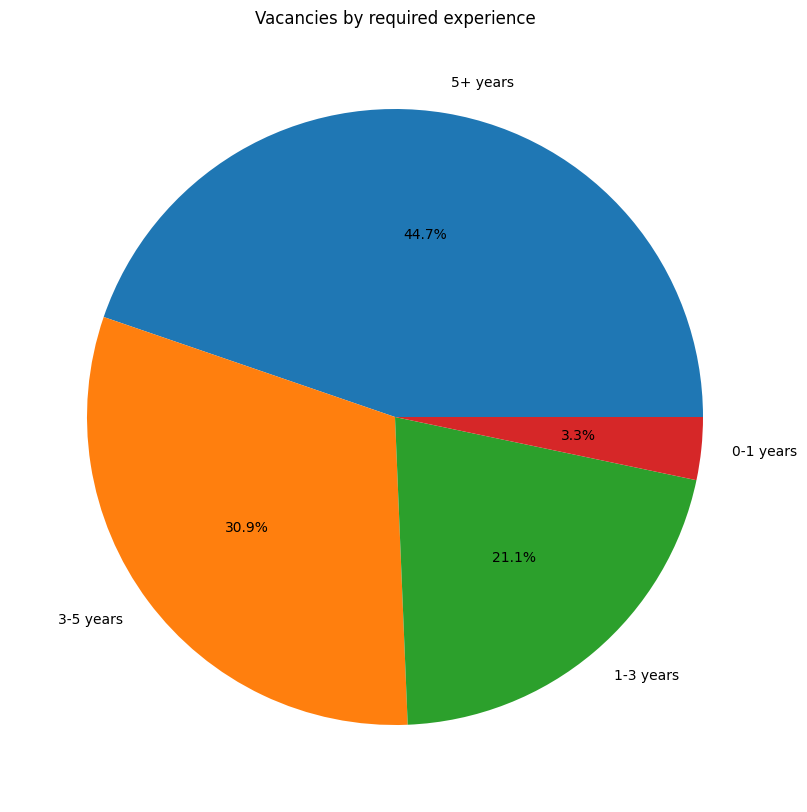 Vacancies by required experience
5+ years
44.7%
3.3%
0-1 years
30.9%
21.1%
3-5 years
1-3 years